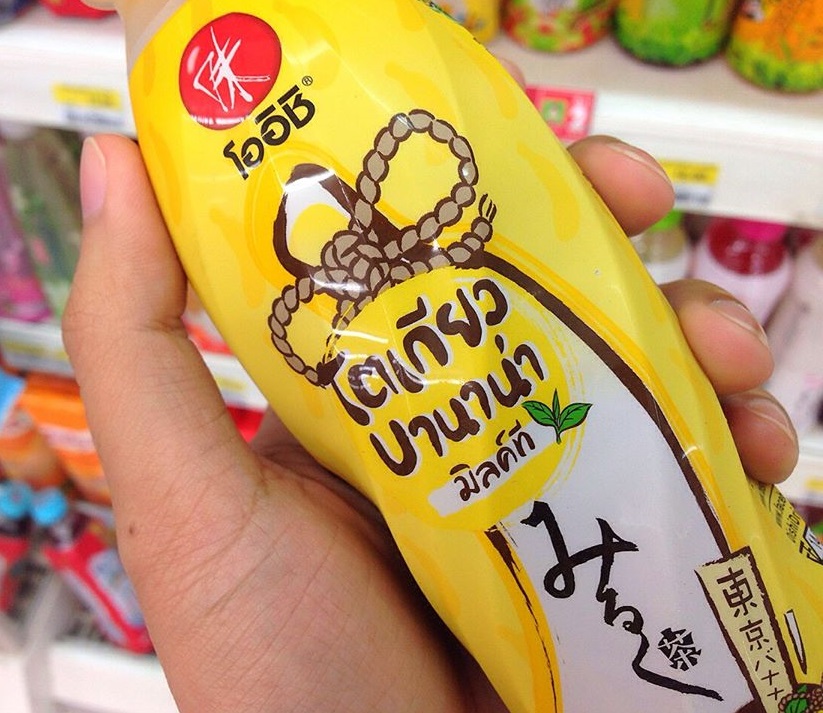 味
โออิชิ®
โตเกียว
บานาน่า
มิลค์ที
みるく
茶
東京バナナ